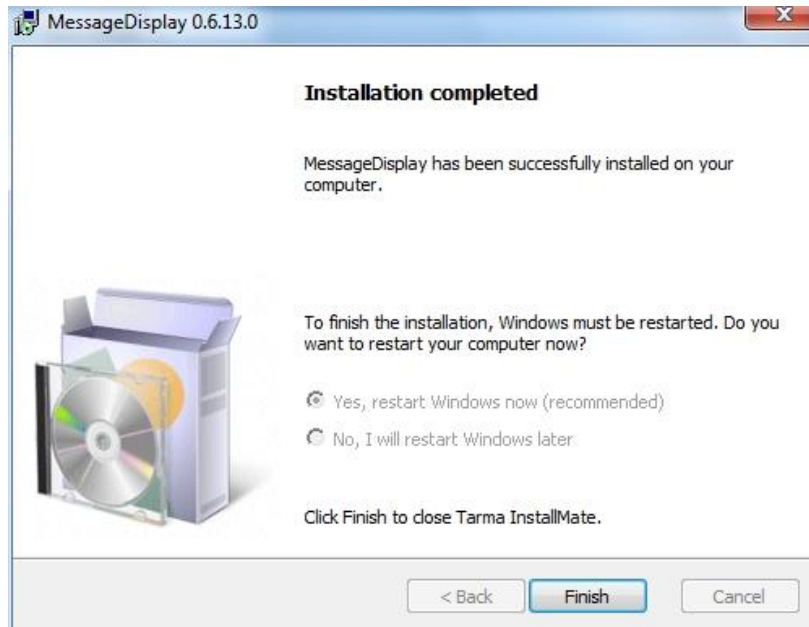 MessageDisplay 0.6.13.0
Installation completed
MessageDisplay has been successfully installed on your
computer.
To finish the installation, Windows must be restarted. Do you
want to restart your computer now?
Yes, restart Windows now (recommended)
No, I will restart Windows later
Click Finish to close Tarma InstallMate.
< Back Finish Cancel